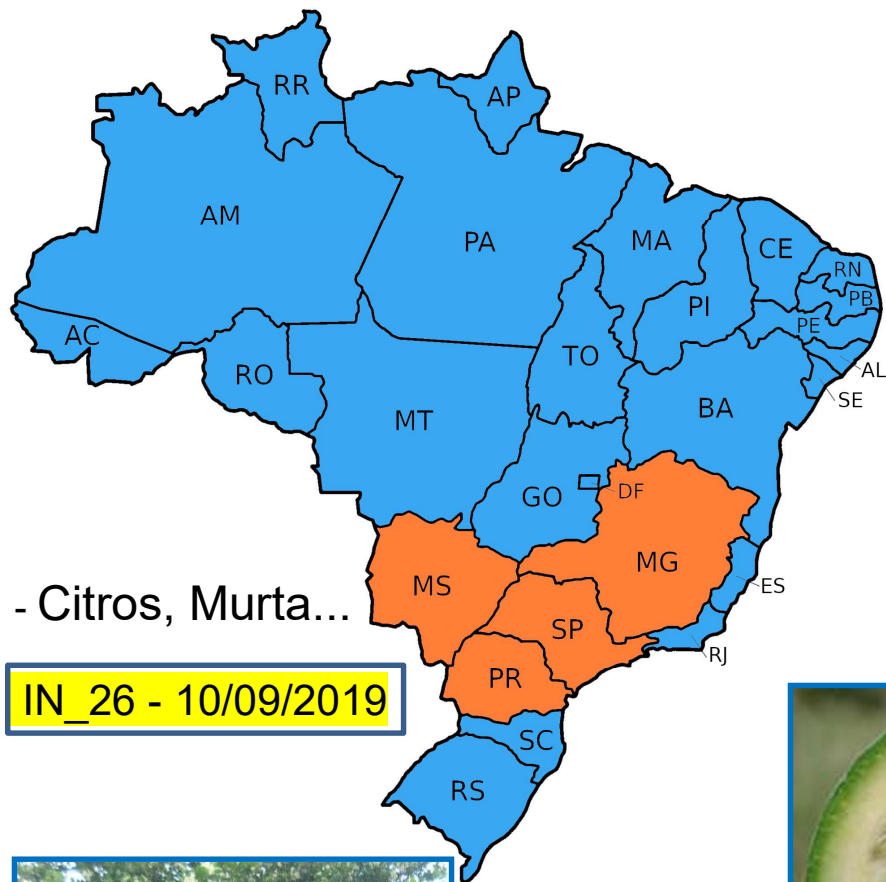 RR
AP
AM
PA
MA
CE
RN
PB
PI
PE
AC
AL
TO
RO
SE
BA
MT
GO
DF
MG
MS
ES
- Citros, Murta...
SP
RJ
PR
IN_26 - 10/09/2019
SC
RS